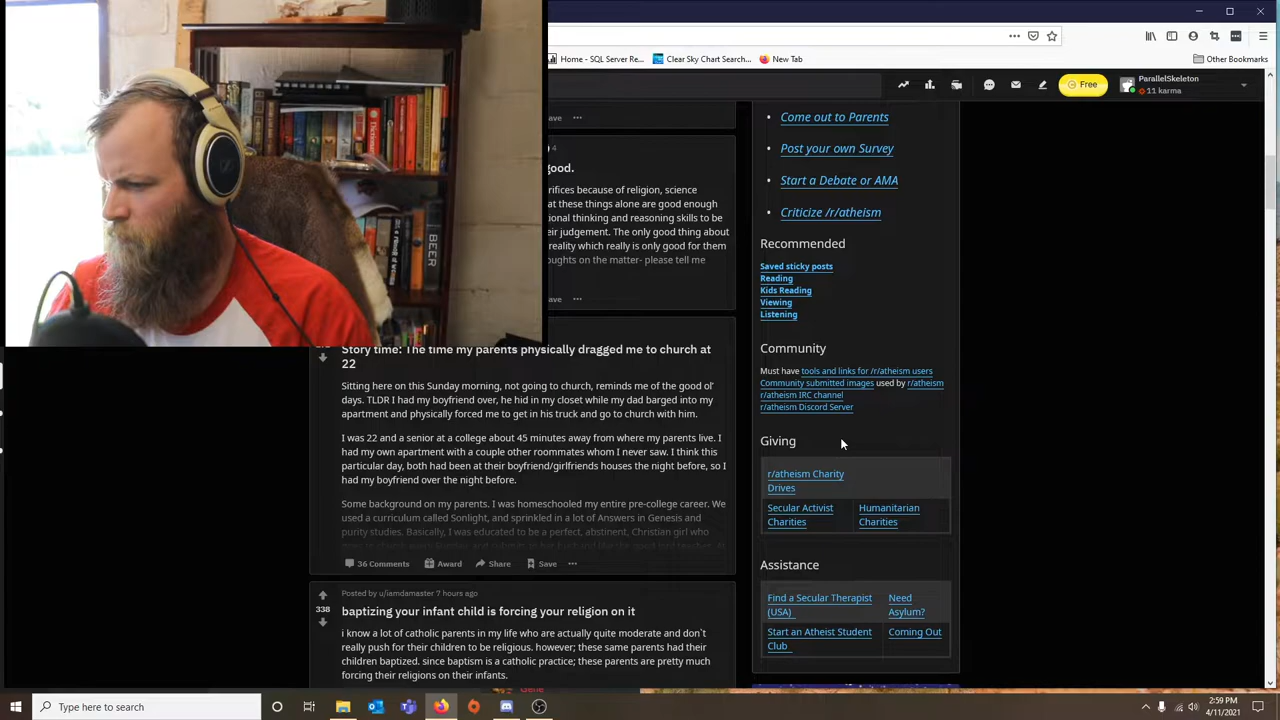 Home - SQL Server Re...
Clear Sky Chart Search...
New Tab
Other Bookmarks
Free
ParallelSkeleton
11 karma
BEER
ave
4
good.
rifices because of religion, science
at these things alone are good enough
tional thinking and reasoning skills to be
eir judgement. The only good thing about
reality which really is only good for them
oughts on the matter- please tell me
ave
Story time: The time my parents physically dragged me to church at
22
Sitting here on this Sunday morning, not going to church, reminds me of the good ol'
days. TLDR I had my boyfriend over, he hid in my closet while my dad barged into my
apartment and physically forced me to get in his truck and go to church with him.
I was 22 and a senior at a college about 45 minutes away from where my parents live. I
had my own apartment with a couple other roommates whom I never saw. I think this
particular day, both had been at their boyfriend/girlfriends houses the night before, so I
had my boyfriend over the night before.
Some background on my parents. I was homeschooled my entire pre-college career. We
used a curriculum called Sonlight, and sprinkled in a lot of Answers in Genesis and
purity studies. Basically, I was educated to be a perfect, abstinent, Christian girl who
36 Comments
Award
Share
Save
Posted by u/iamdamaster 7 hours ago
338
baptizing your infant child is forcing your religion on it
i know a lot of catholic parents in my life who are actually quite moderate and don`t
really push for their children to be religious. however; these same parents had their
children baptized. since baptism is a catholic practice; these parents are pretty much
forcing their religions on their infants.
Come out to Parents
Post your own Survey
Start a Debate or AMA
Criticize /r/atheism
Recommended
Saved sticky posts
Reading
Kids Reading
Viewing
Listening
Community
Must have tools and links for /r/atheism users
Community submitted images used by r/atheism
r/atheism IRC channel
r/atheism Discord Server
Giving
r/atheism Charity
Drives
Secular Activist
Charities
Humanitarian
Charities
Assistance
Find a Secular Therapist
(USA)
Need
Asylum?
Start an Atheist Student
Club
Coming Out
Gene
Type here to search
2:59 PM
4/11/2021